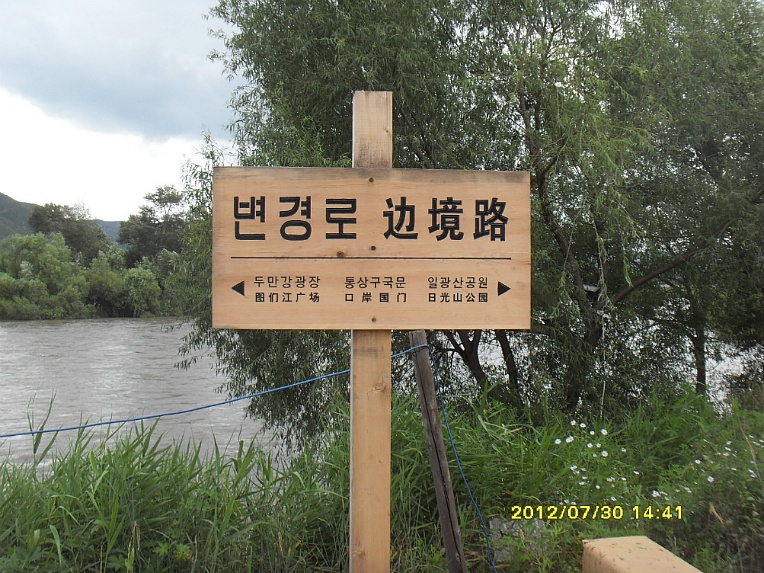 변경로 边境路
두만강광장 통상구국문 일광산공원
图们江广场 口岸国门 日光山公园
2012/07/30 14:41